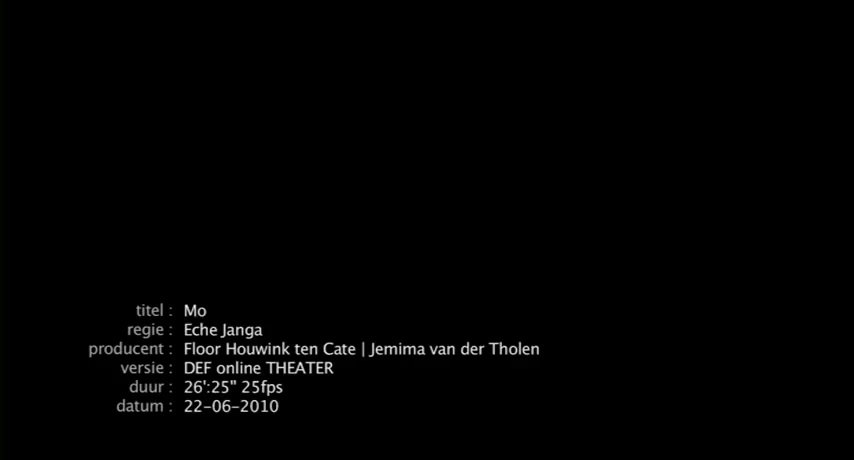 titel : Mo
regie : Eche Janga
producent : Floor Houwink ten Cate | Jemima van der Tholen
versie : DEF online THEATER
duur : 26':25" 25fps
datum : 22-06-2010